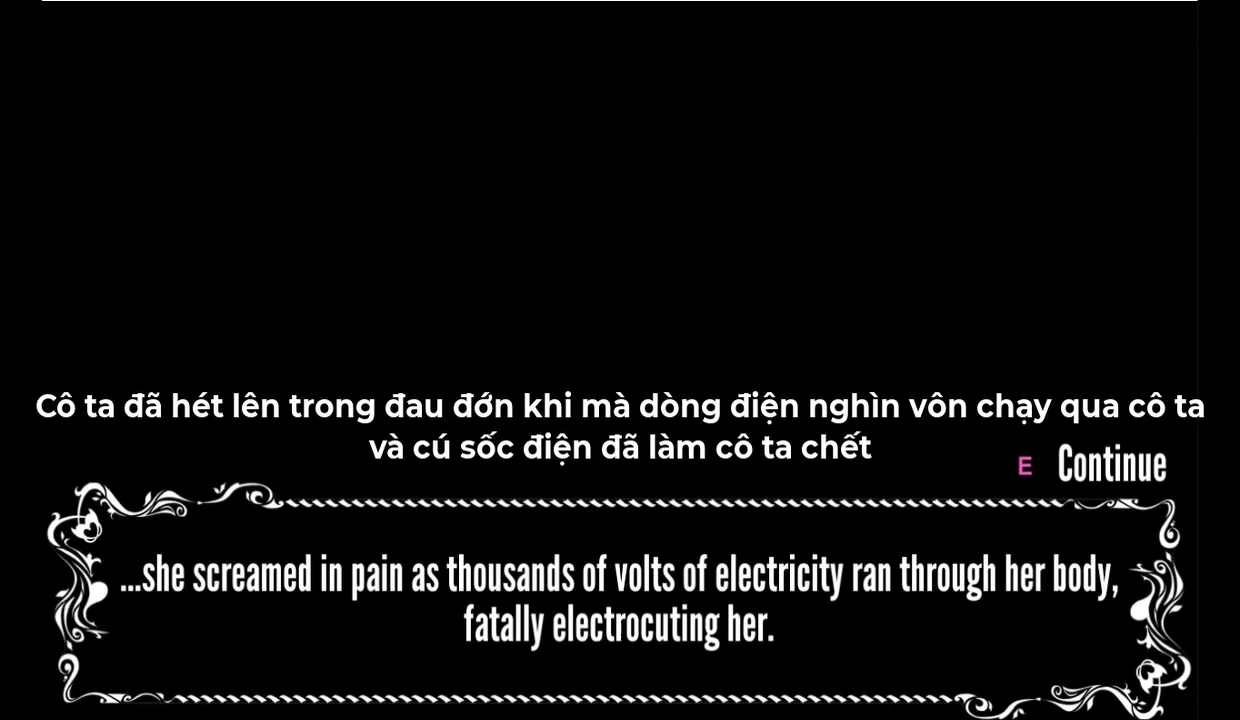 Cô ta đã hét lên trong đau đớn khi mà dòng điện nghìn vôn chạy qua cô ta
và cú sốc điện đã làm cô ta chết
E Continue
...she screamed in pain as thousands of volts of electricity ran through her body,
fatally electrocuting her.